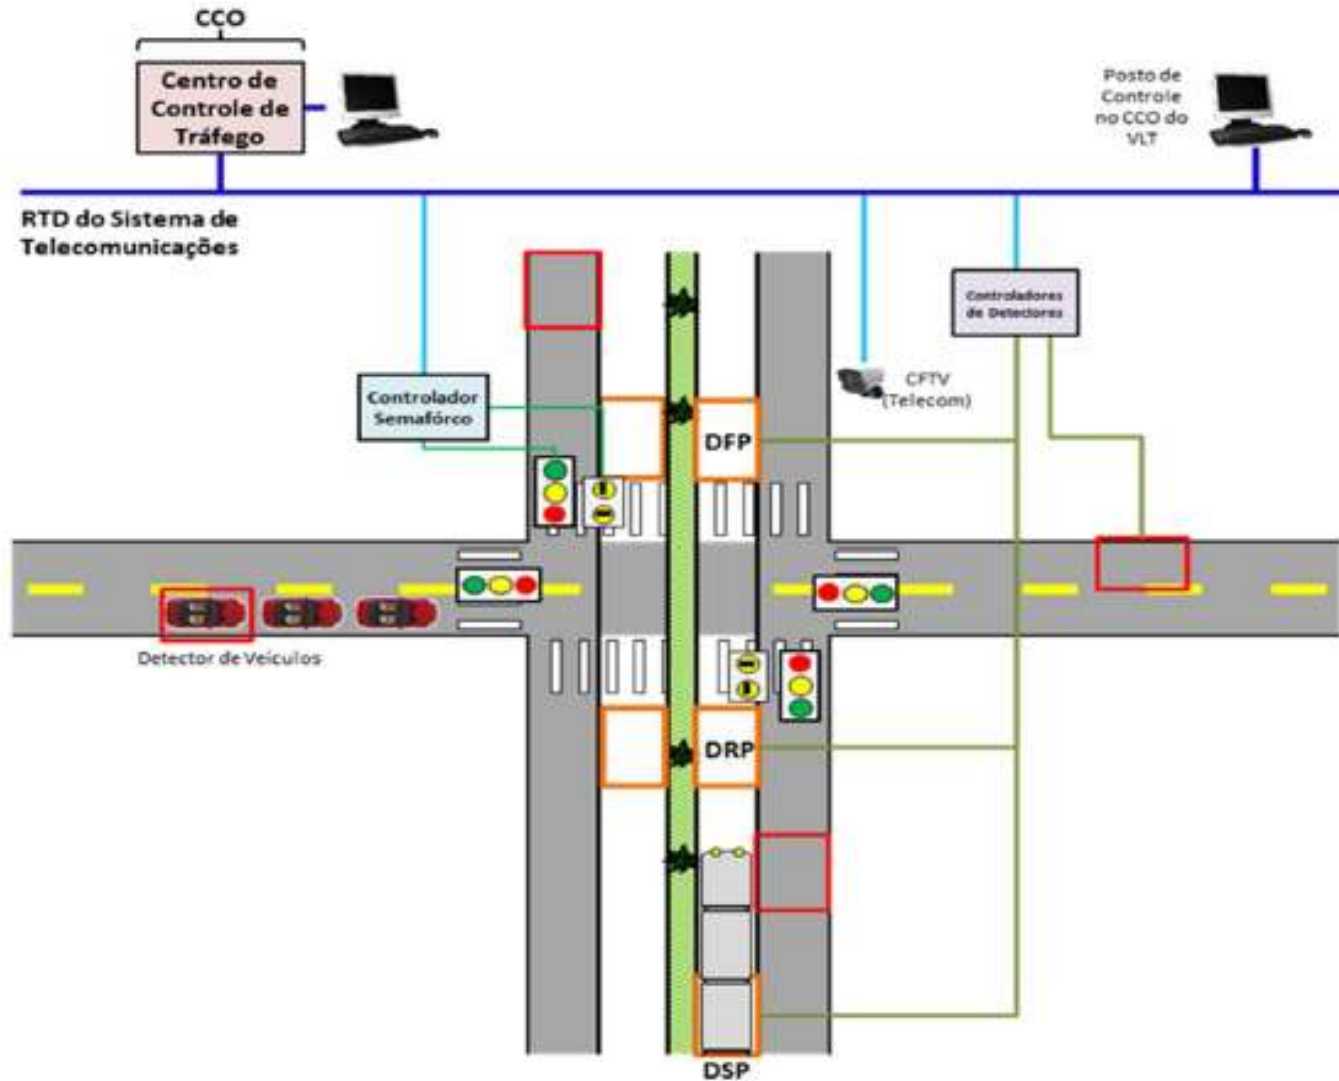 CCO
Centro de
Controle de
Tráfego
Posto de
Controle
no CCO do
VLT
RTD do Sistema de
Telecomunicações
Controladores
de Detectores
Controlador
Semafórco
CFTV
(Telecom)
DFP
Detector de Veículos
DRP
DSP